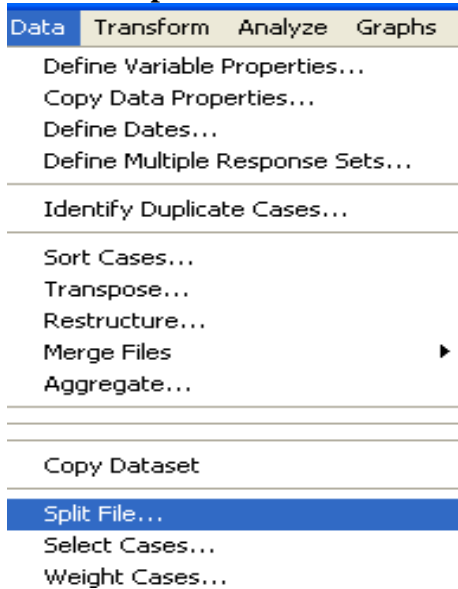 Data Transform Analyze Graphs
Define Variable Properties...
Copy Data Properties...
Define Dates...
Define Multiple Response Sets...
Identify Duplicate Cases...
Sort Cases...
Transpose...
Restructure...
Merge Files
Aggregate...
Copy Dataset
Split File...
Select Cases...
Weight Cases...